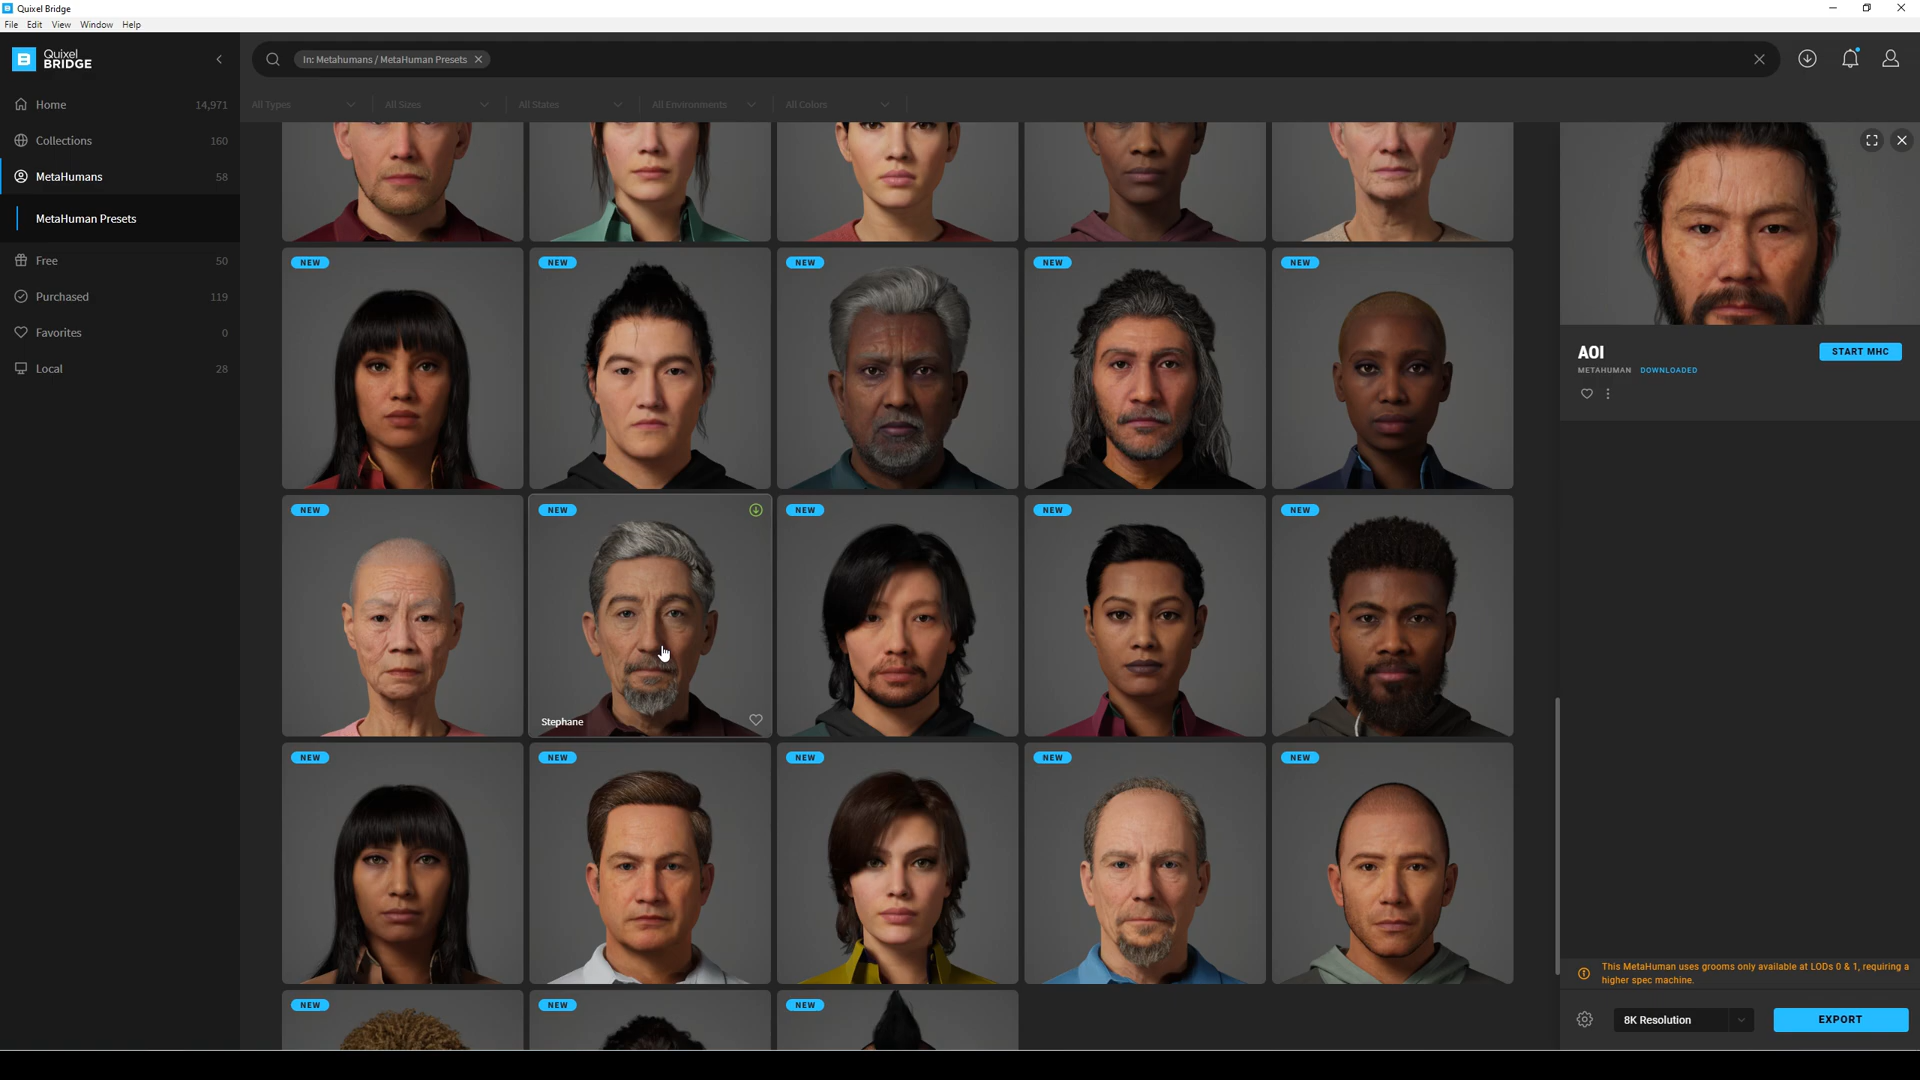 Quixel Bridge
File Edit View Window Help
Quixel
BRIDGE
In: Metahumans / MetaHuman Presets
Home 14,971
Collections 160
MetaHumans 58
MetaHuman Presets
Free 50
Purchased 119
Favorites 0
Local 28
All Types All Sizes All States All Environments All Colors
NEW NEW NEW NEW NEW
NEW NEW NEW NEW NEW
Stephane
NEW NEW NEW NEW NEW
NEW NEW NEW
AOI
START MHC
METAHUMAN DOWNLOADED
This MetaHuman uses grooms only available at LODs 0 & 1, requiring a
higher spec machine.
8K Resolution
EXPORT